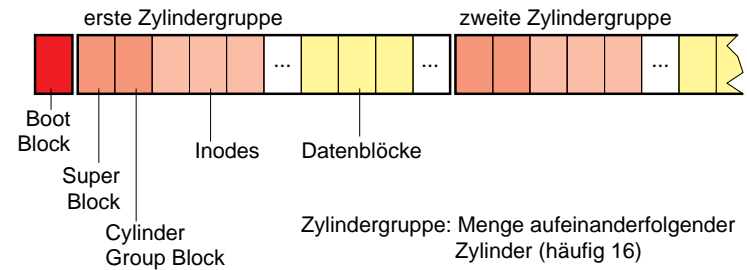 erste Zylindergruppe
zweite Zylindergruppe
...
...
...
Boot
Block
Super
Block
Cylinder
Group Block
Inodes
Datenblöcke
Zylindergruppe: Menge aufeinanderfolgender
Zylinder (häufig 16)